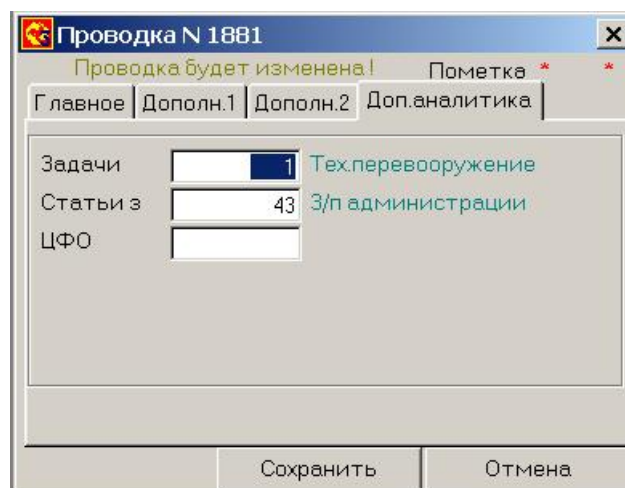 Проводка N 1881
Проводка будет изменена! Пометка * *
Главное Дополн.1 Дополн.2 Доп.аналитика
Задачи 1 Тех.перевооружение
Статьи з 43 З/п администрации
ЦФО
Сохранить Отмена